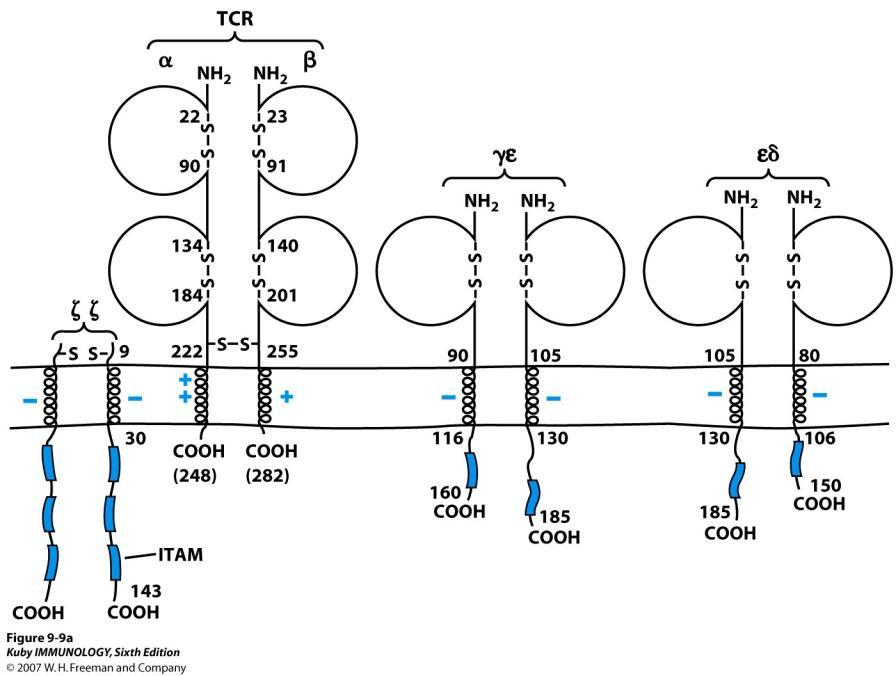 TCR
α β
NH2 NH2
22 S S 23
90 S S 91
134 S S 140
184 S S 201
222 S–S 255
COOH COOH
(248) (282)
ζ ζ
S S 9
30
ITAM
143
COOH COOH
γε
NH2 NH2
S S
S S
90 105
116 130
160
COOH
185
COOH
εδ
NH2 NH2
S S
S S
105 80
130 106
150
COOH
185
COOH
+ + +
– – – – – –
Figure 9-9a
Kuby IMMUNOLOGY, Sixth Edition
© 2007 W. H. Freeman and Company